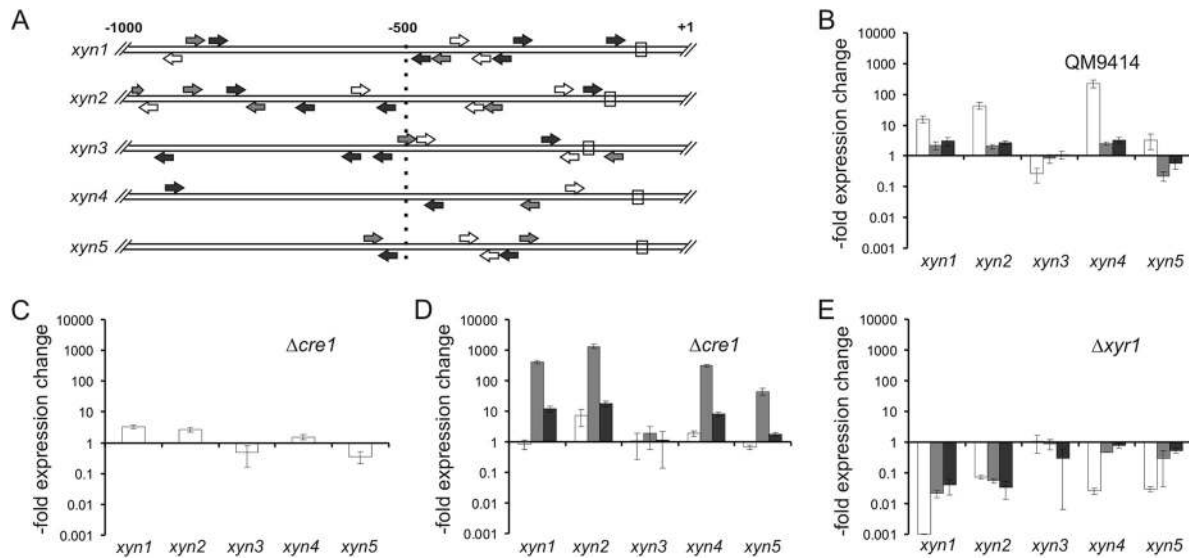 A
-1000 -500 +1
xyn1
xyn2
xyn3
xyn4
xyn5
B
-fold expression change
10000
1000
100
10
1
0.1
0.01
0.001
QM9414
xyn1 xyn2 xyn3 xyn4 xyn5
C
-fold expression change
10000
1000
100
10
1
0.1
0.01
0.001
Δcre1
xyn1 xyn2 xyn3 xyn4 xyn5
D
-fold expression change
10000
1000
100
10
1
0.1
0.01
0.001
Δcre1
xyn1 xyn2 xyn3 xyn4 xyn5
E
-fold expression change
10000
1000
100
10
1
0.1
0.01
0.001
Δxyr1
xyn1 xyn2 xyn3 xyn4 xyn5